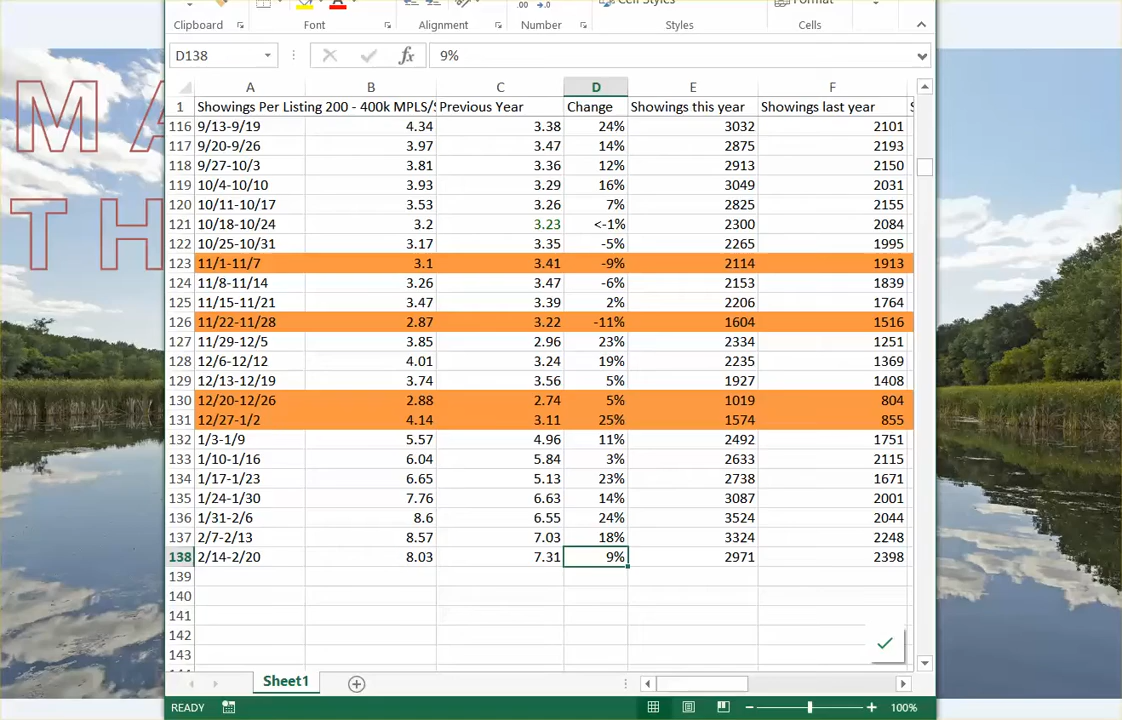 Cell Styles Format
Clipboard Font Alignment Number Styles Cells
D138 fx 9%
A B C D E F
1 Showings Per Listing 200 - 400k MPLS/S Previous Year Change Showings this year Showings last year S
116 9/13-9/19 4.34 3.38 24% 3032 2101
117 9/20-9/26 3.97 3.47 14% 2875 2193
118 9/27-10/3 3.81 3.36 12% 2913 2150
119 10/4-10/10 3.93 3.29 16% 3049 2031
120 10/11-10/17 3.53 3.26 7% 2825 2155
121 10/18-10/24 3.2 3.23 <-1% 2300 2084
122 10/25-10/31 3.17 3.35 -5% 2265 1995
123 11/1-11/7 3.1 3.41 -9% 2114 1913
124 11/8-11/14 3.26 3.47 -6% 2153 1839
125 11/15-11/21 3.47 3.39 2% 2206 1764
126 11/22-11/28 2.87 3.22 -11% 1604 1516
127 11/29-12/5 3.85 2.96 23% 2334 1251
128 12/6-12/12 4.01 3.24 19% 2235 1369
129 12/13-12/19 3.74 3.56 5% 1927 1408
130 12/20-12/26 2.88 2.74 5% 1019 804
131 12/27-1/2 4.14 3.11 25% 1574 855
132 1/3-1/9 5.57 4.96 11% 2492 1751
133 1/10-1/16 6.04 5.84 3% 2633 2115
134 1/17-1/23 6.65 5.13 23% 2738 1671
135 1/24-1/30 7.76 6.63 14% 3087 2001
136 1/31-2/6 8.6 6.55 24% 3524 2044
137 2/7-2/13 8.57 7.03 18% 3324 2248
138 2/14-2/20 8.03 7.31 9% 2971 2398
139
140
141
142
143
Sheet1
READY 100%
M A
T H